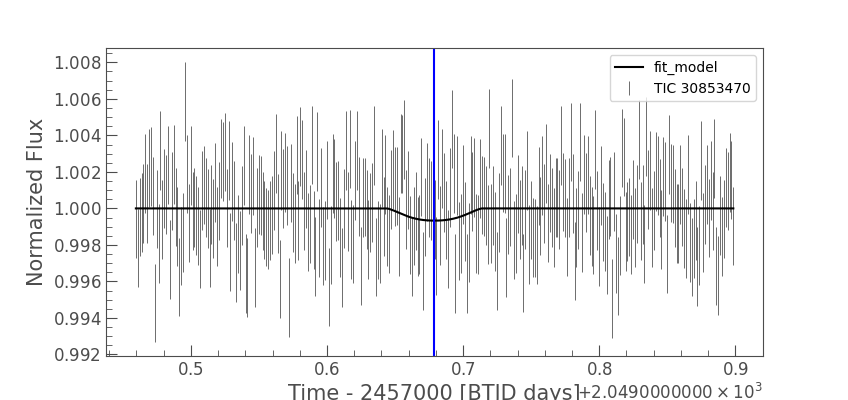 1.008
1.006
1.004
1.002
1.000
0.998
0.996
0.994
0.992
Normalized Flux
fit_model
TIC 30853470
0.5 0.6 0.7 0.8 0.9
Time - 2457000 [BTJD days]
+2.0490000000 × 10³